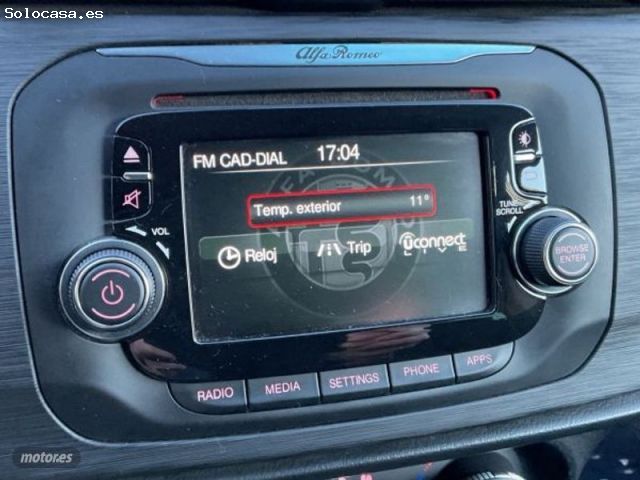 Solocasa.es
Alfa Romeo
FM CAD-DIAL 17:04
Temp. exterior 11°
Reloj Trip uconnect
LIVE
VOL
TUNE
SCROLL
BROWSE
ENTER
RADIO MEDIA SETTINGS PHONE APPS
motor.es